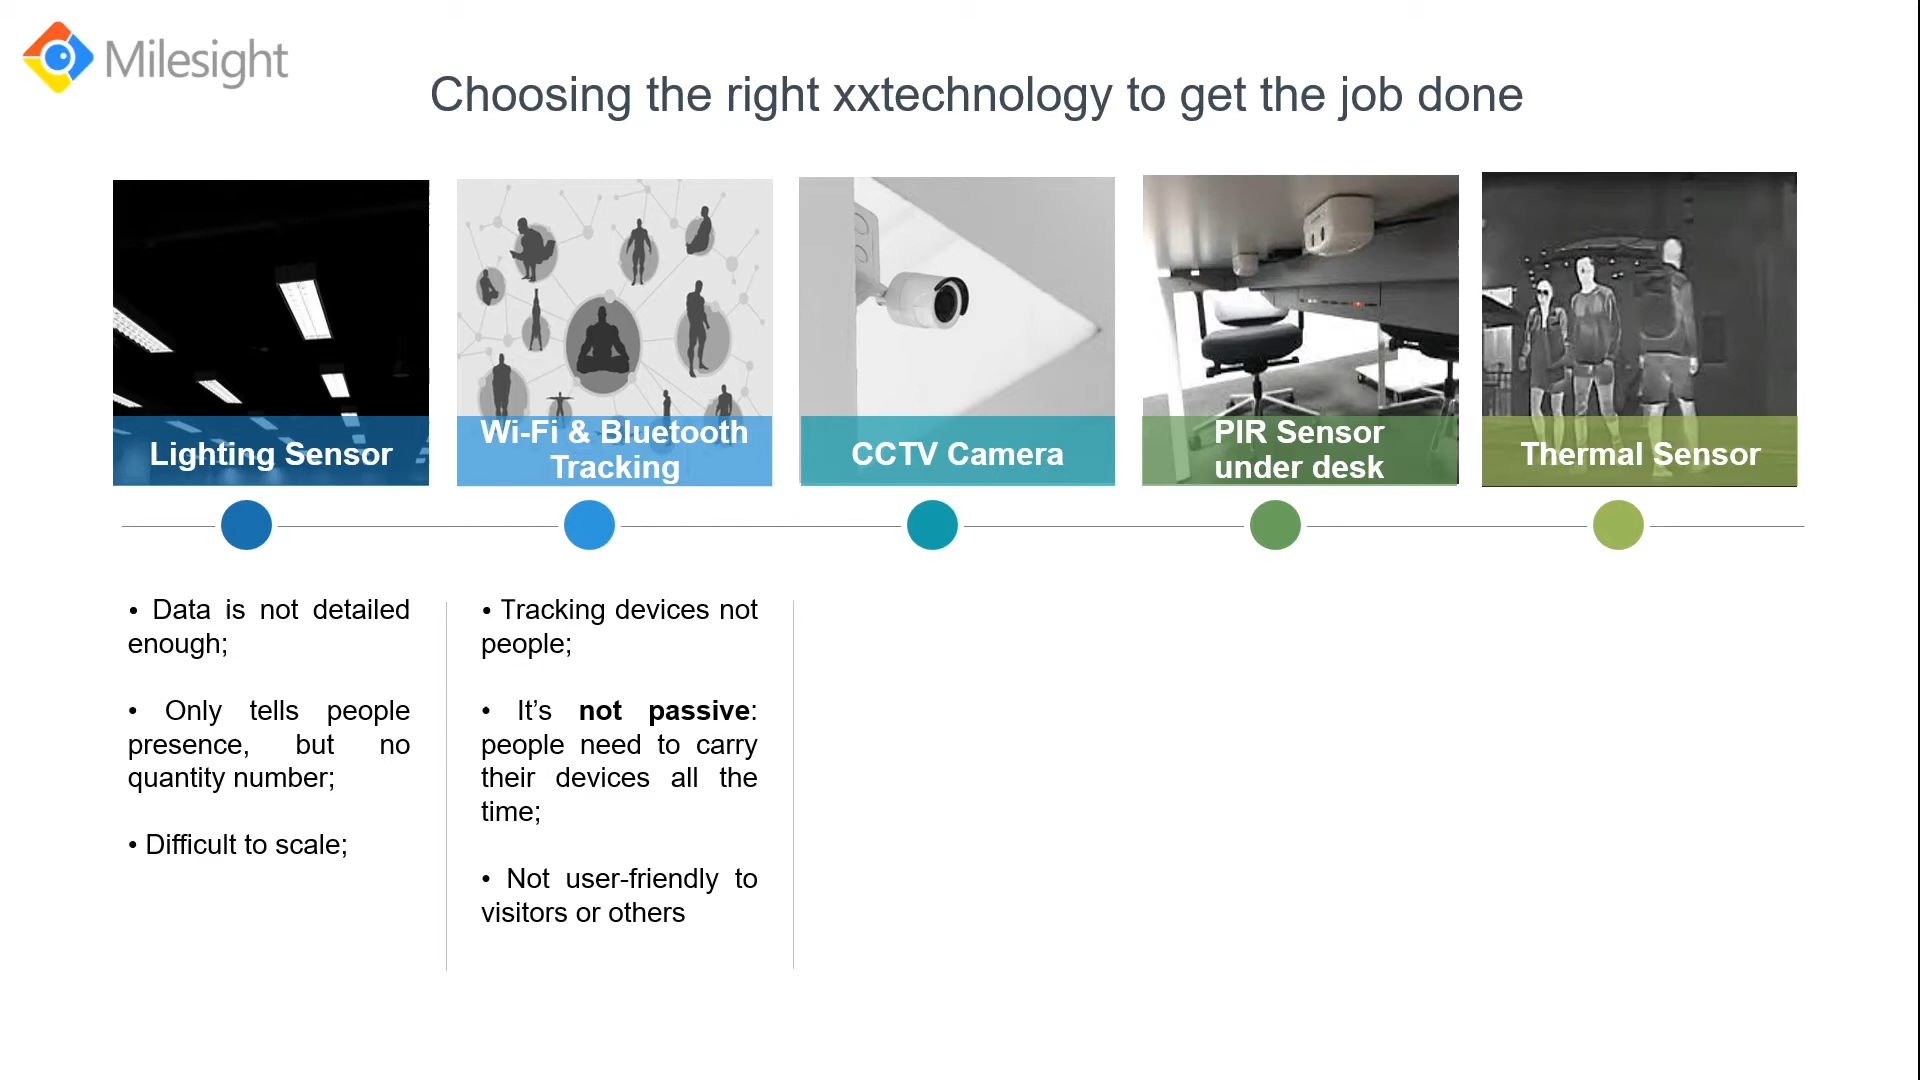 Milesight
Choosing the right xxtechnology to get the job done
Lighting Sensor
Wi-Fi & Bluetooth
Tracking
CCTV Camera
PIR Sensor
under desk
Thermal Sensor
• Data is not detailed
enough;
• Only tells people
presence, but no
quantity number;
• Difficult to scale;
• Tracking devices not
people;
• It’s not passive:
people need to carry
their devices all the
time;
• Not user-friendly to
visitors or others